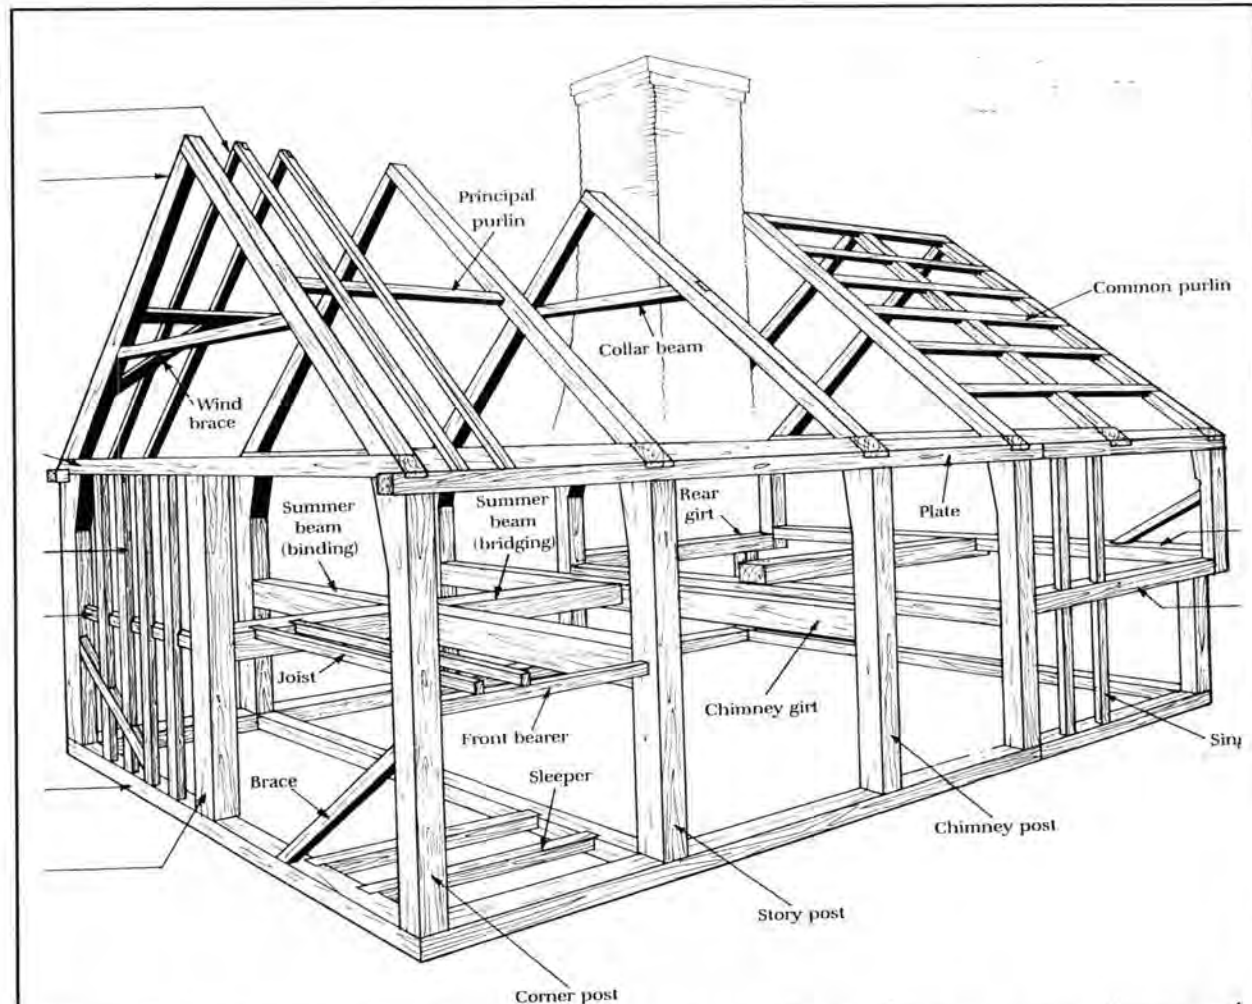 Principal
purlin
Common purlin
Collar beam
Wind
brace
Summer
beam
(binding)
Summer
beam
(bridging)
Rear
girt
Plate
Joist
Chimney girt
Front bearer
Brace
Sleeper
Chimney post
Story post
Corner post